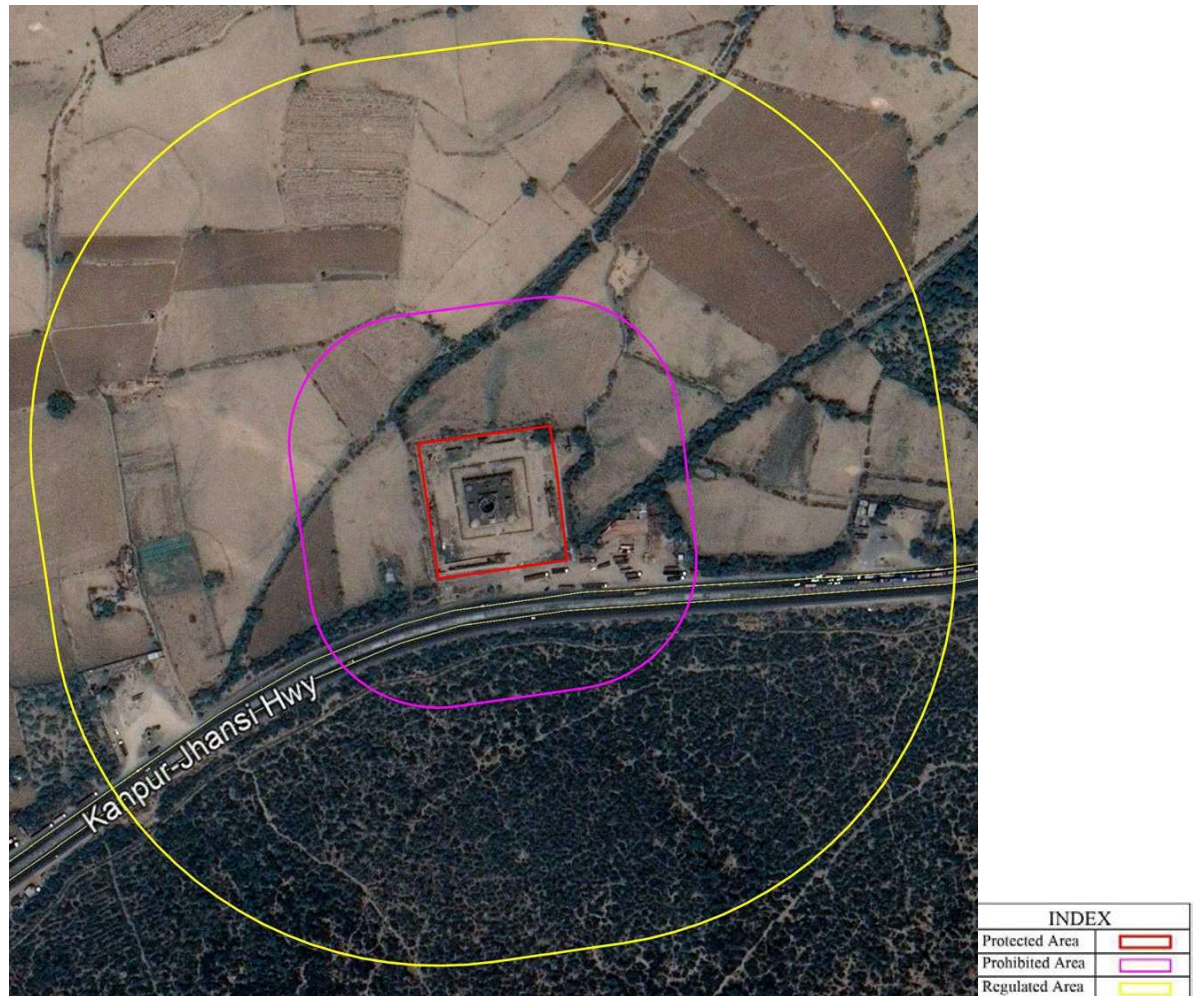 Kanpur-Jhansi Hwy
INDEX
Protected Area
Prohibited Area
Regulated Area